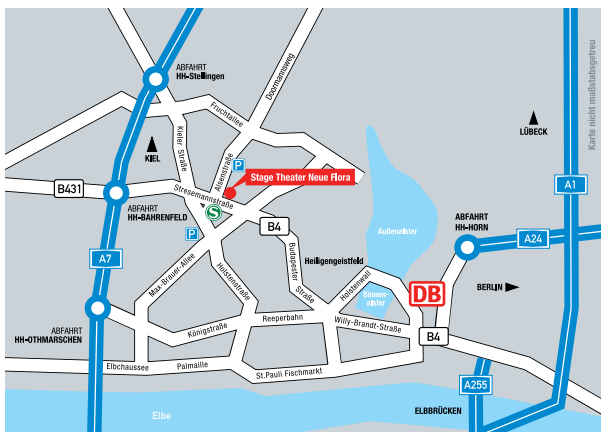 ABFAHRT
HH-Stellingen
Doormannsweg
Fruchtallee
Kieler Straße
KIEL
Alsenstraße
P
Stage Theater Neue Flora
LÜBECK
Karte nicht maßstabsgetreu
A1
B431
Stresemannstraße
S
ABFAHRT
HH-BAHRENFELD
P
B4
Außenalster
ABFAHRT
HH-HORN
A24
A7
Max-Brauer-Allee
Holstenstraße
Budapester
Straße
Heiligengeistfeld
Holstenwall
Binnen-
alster
DB
BERLIN
ABFAHRT
HH-OTHMARSCHEN
Königstraße
Reeperbahn
Willy-Brandt-Straße
B4
Elbchaussee
Palmaille
St.Pauli Fischmarkt
A255
ELBBRÜCKEN
Elbe